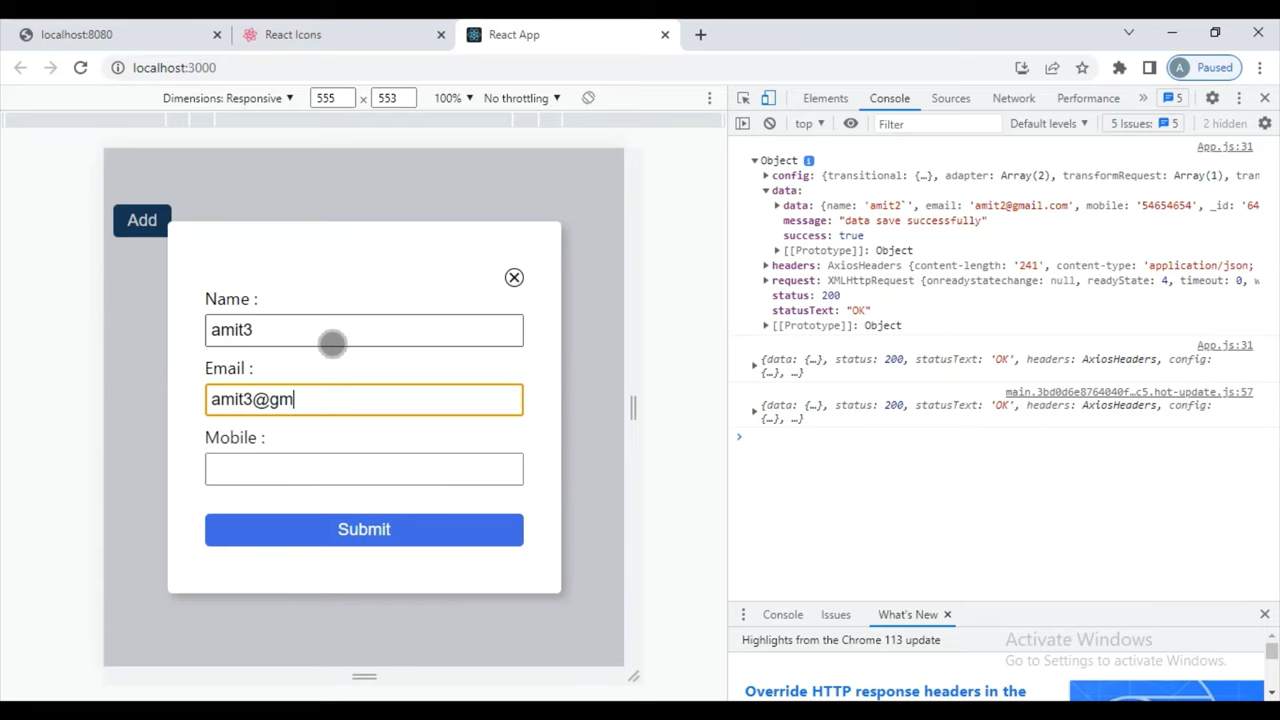 localhost:8080
React Icons
React App
localhost:3000
A Paused
Dimensions: Responsive 555 x 553 100% No throttling
Elements Console Sources Network Performance 5
top Filter Default levels 5 Issues: 5 2 hidden
App.js:31
Object i
config: {transitional: {…}, adapter: Array(2), transformRequest: Array(1), tran
data:
data: {name: 'amit2`', email: 'amit2@gmail.com', mobile: '54654654', _id: '64
message: "data save successfully"
success: true
[[Prototype]]: Object
headers: AxiosHeaders {content-length: '241', content-type: 'application/json;
request: XMLHttpRequest {onreadystatechange: null, readyState: 4, timeout: 0, w
status: 200
statusText: "OK"
[[Prototype]]: Object
App.js:31
{data: {…}, status: 200, statusText: 'OK', headers: AxiosHeaders, config:
{…}, …}
main.3bd0d6e8764040f…c5.hot-update.js:57
{data: {…}, status: 200, statusText: 'OK', headers: AxiosHeaders, config:
{…}, …}
Add
Name :
amit3
Email :
amit3@gm
Mobile :
Submit
Console Issues What's New
Highlights from the Chrome 113 update
Activate Windows
Go to Settings to activate Windows.
Override HTTP response headers in the